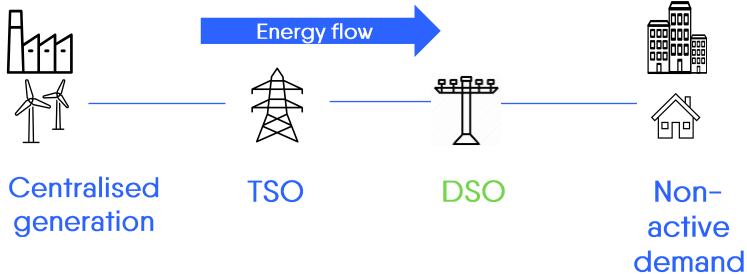 Energy flow
Centralised
generation
TSO
DSO
Non-
active
demand